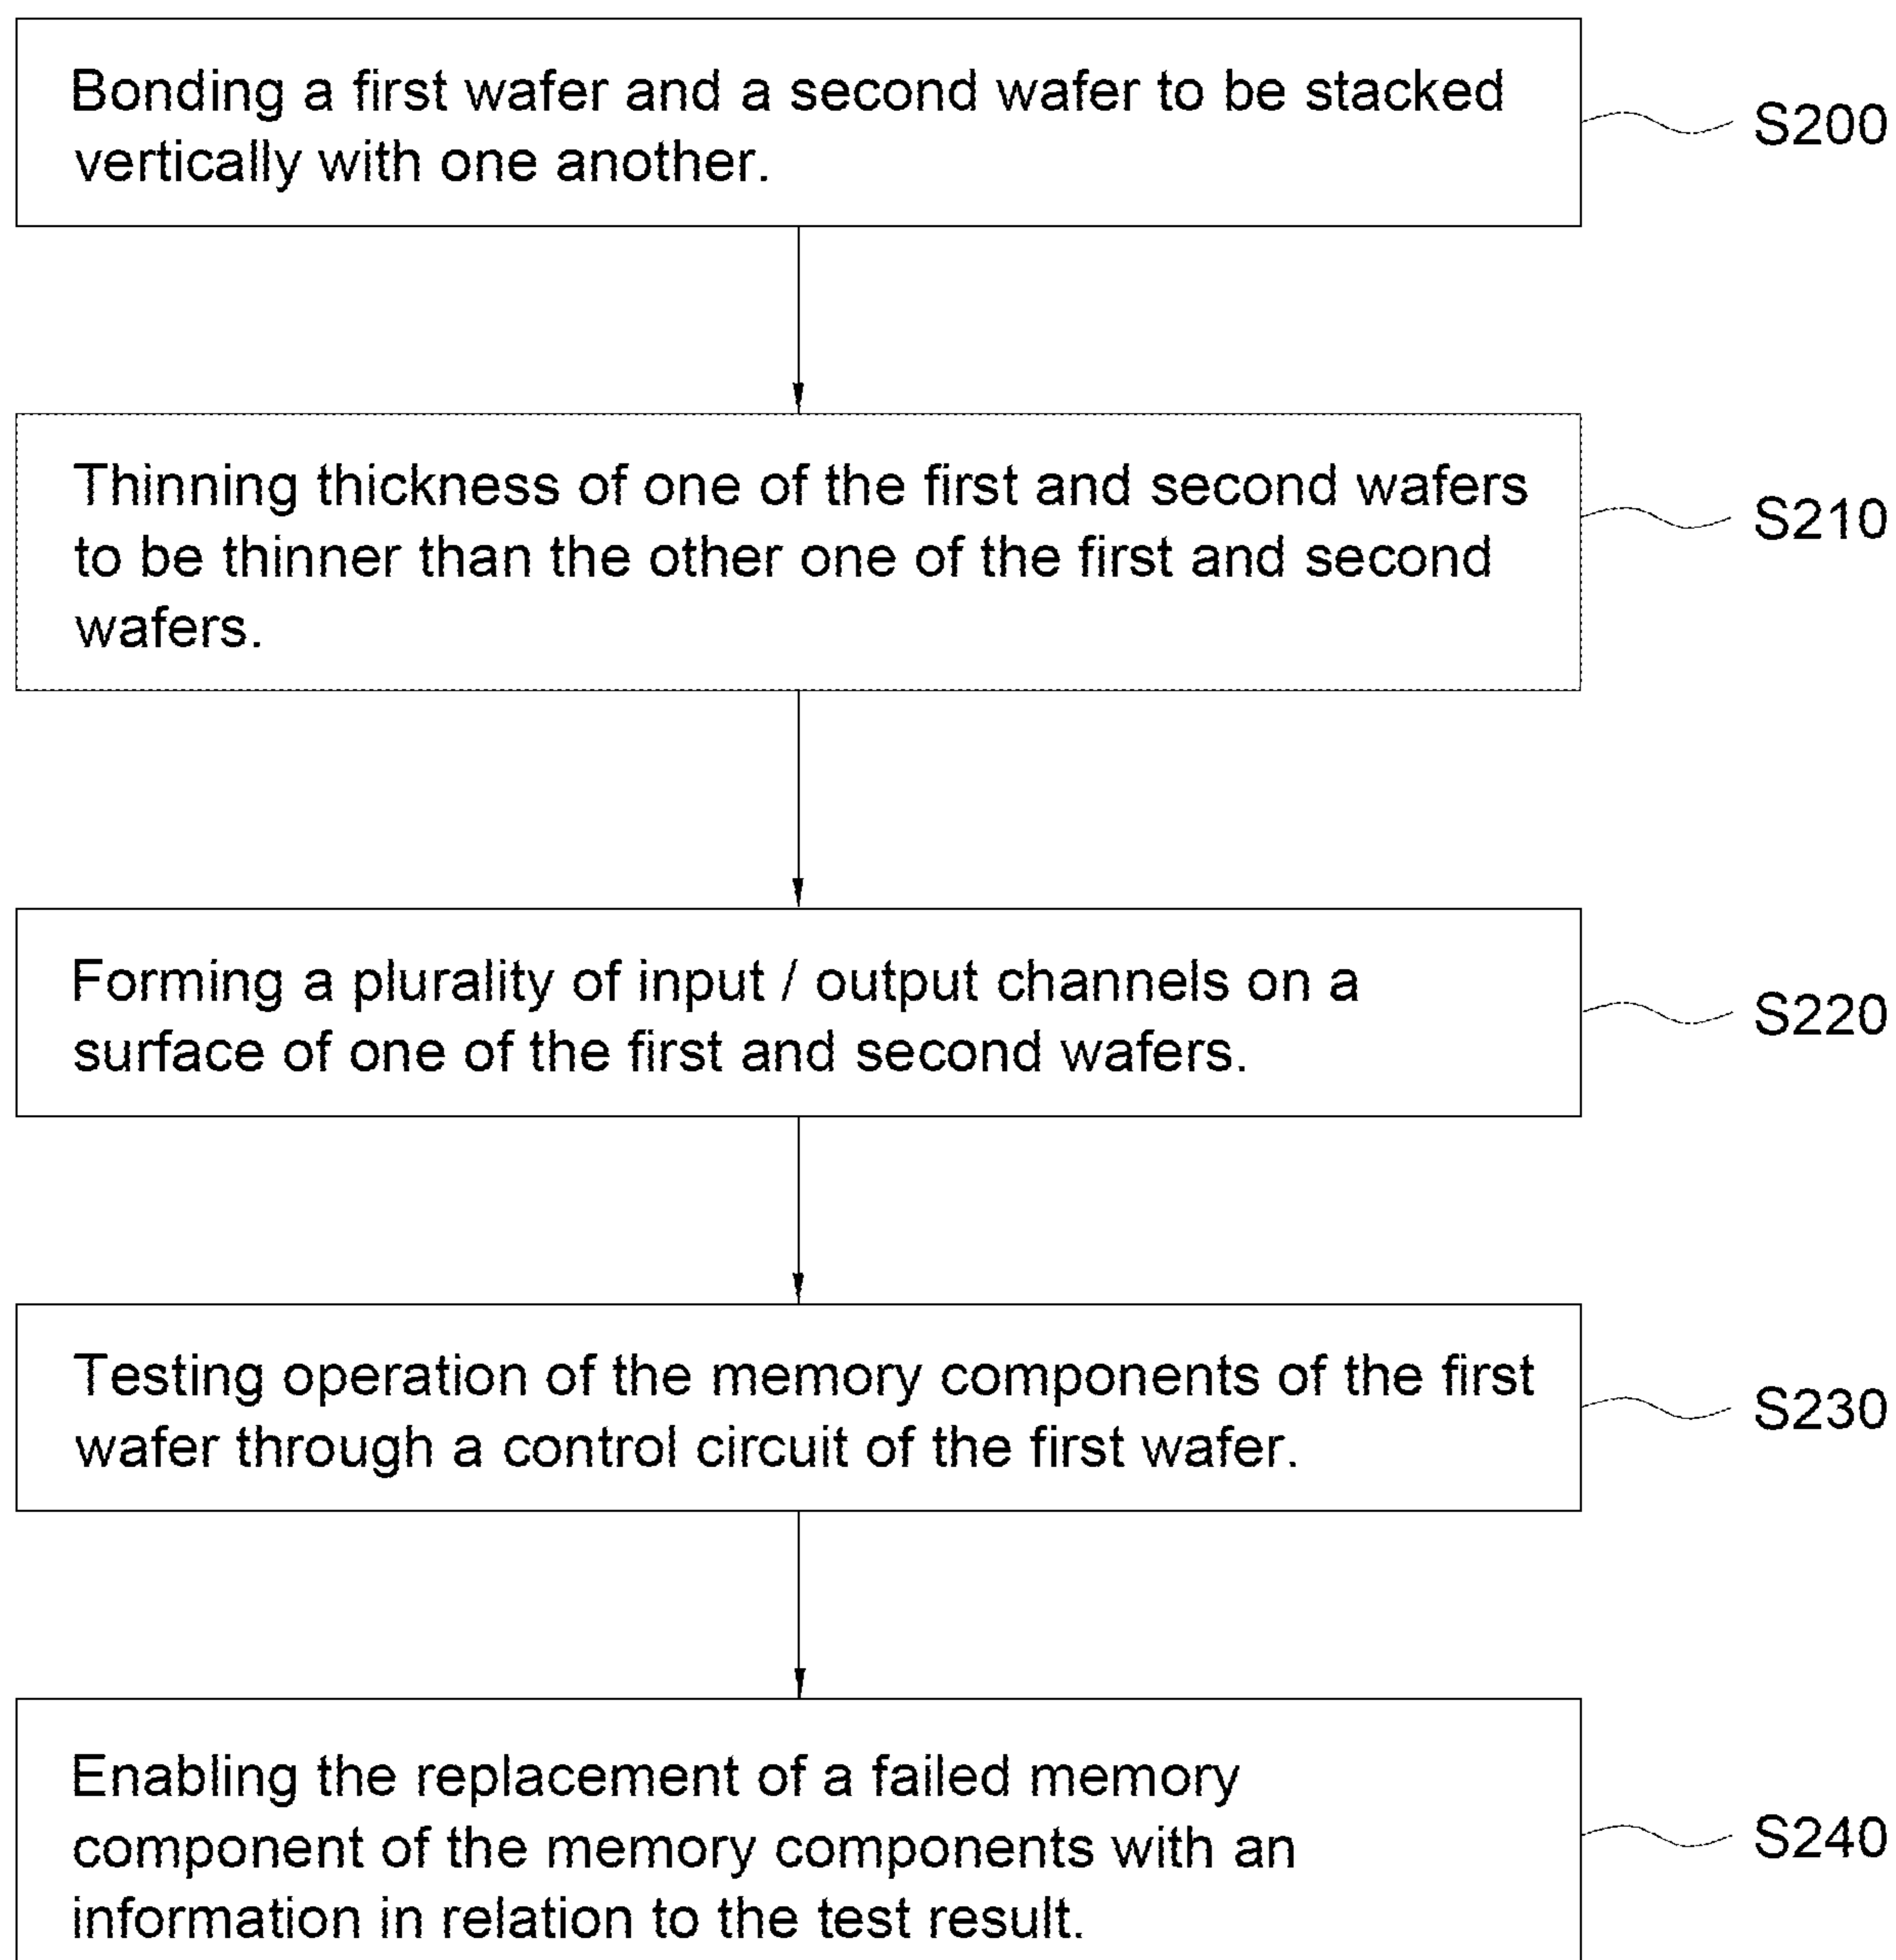 Bonding a first wafer and a second wafer to be stacked
vertically with one another.
S200
Thinning thickness of one of the first and second wafers
to be thinner than the other one of the first and second
wafers.
S210
Forming a plurality of input / output channels on a
surface of one of the first and second wafers.
S220
Testing operation of the memory components of the first
wafer through a control circuit of the first wafer.
S230
Enabling the replacement of a failed memory
component of the memory components with an
information in relation to the test result.
S240